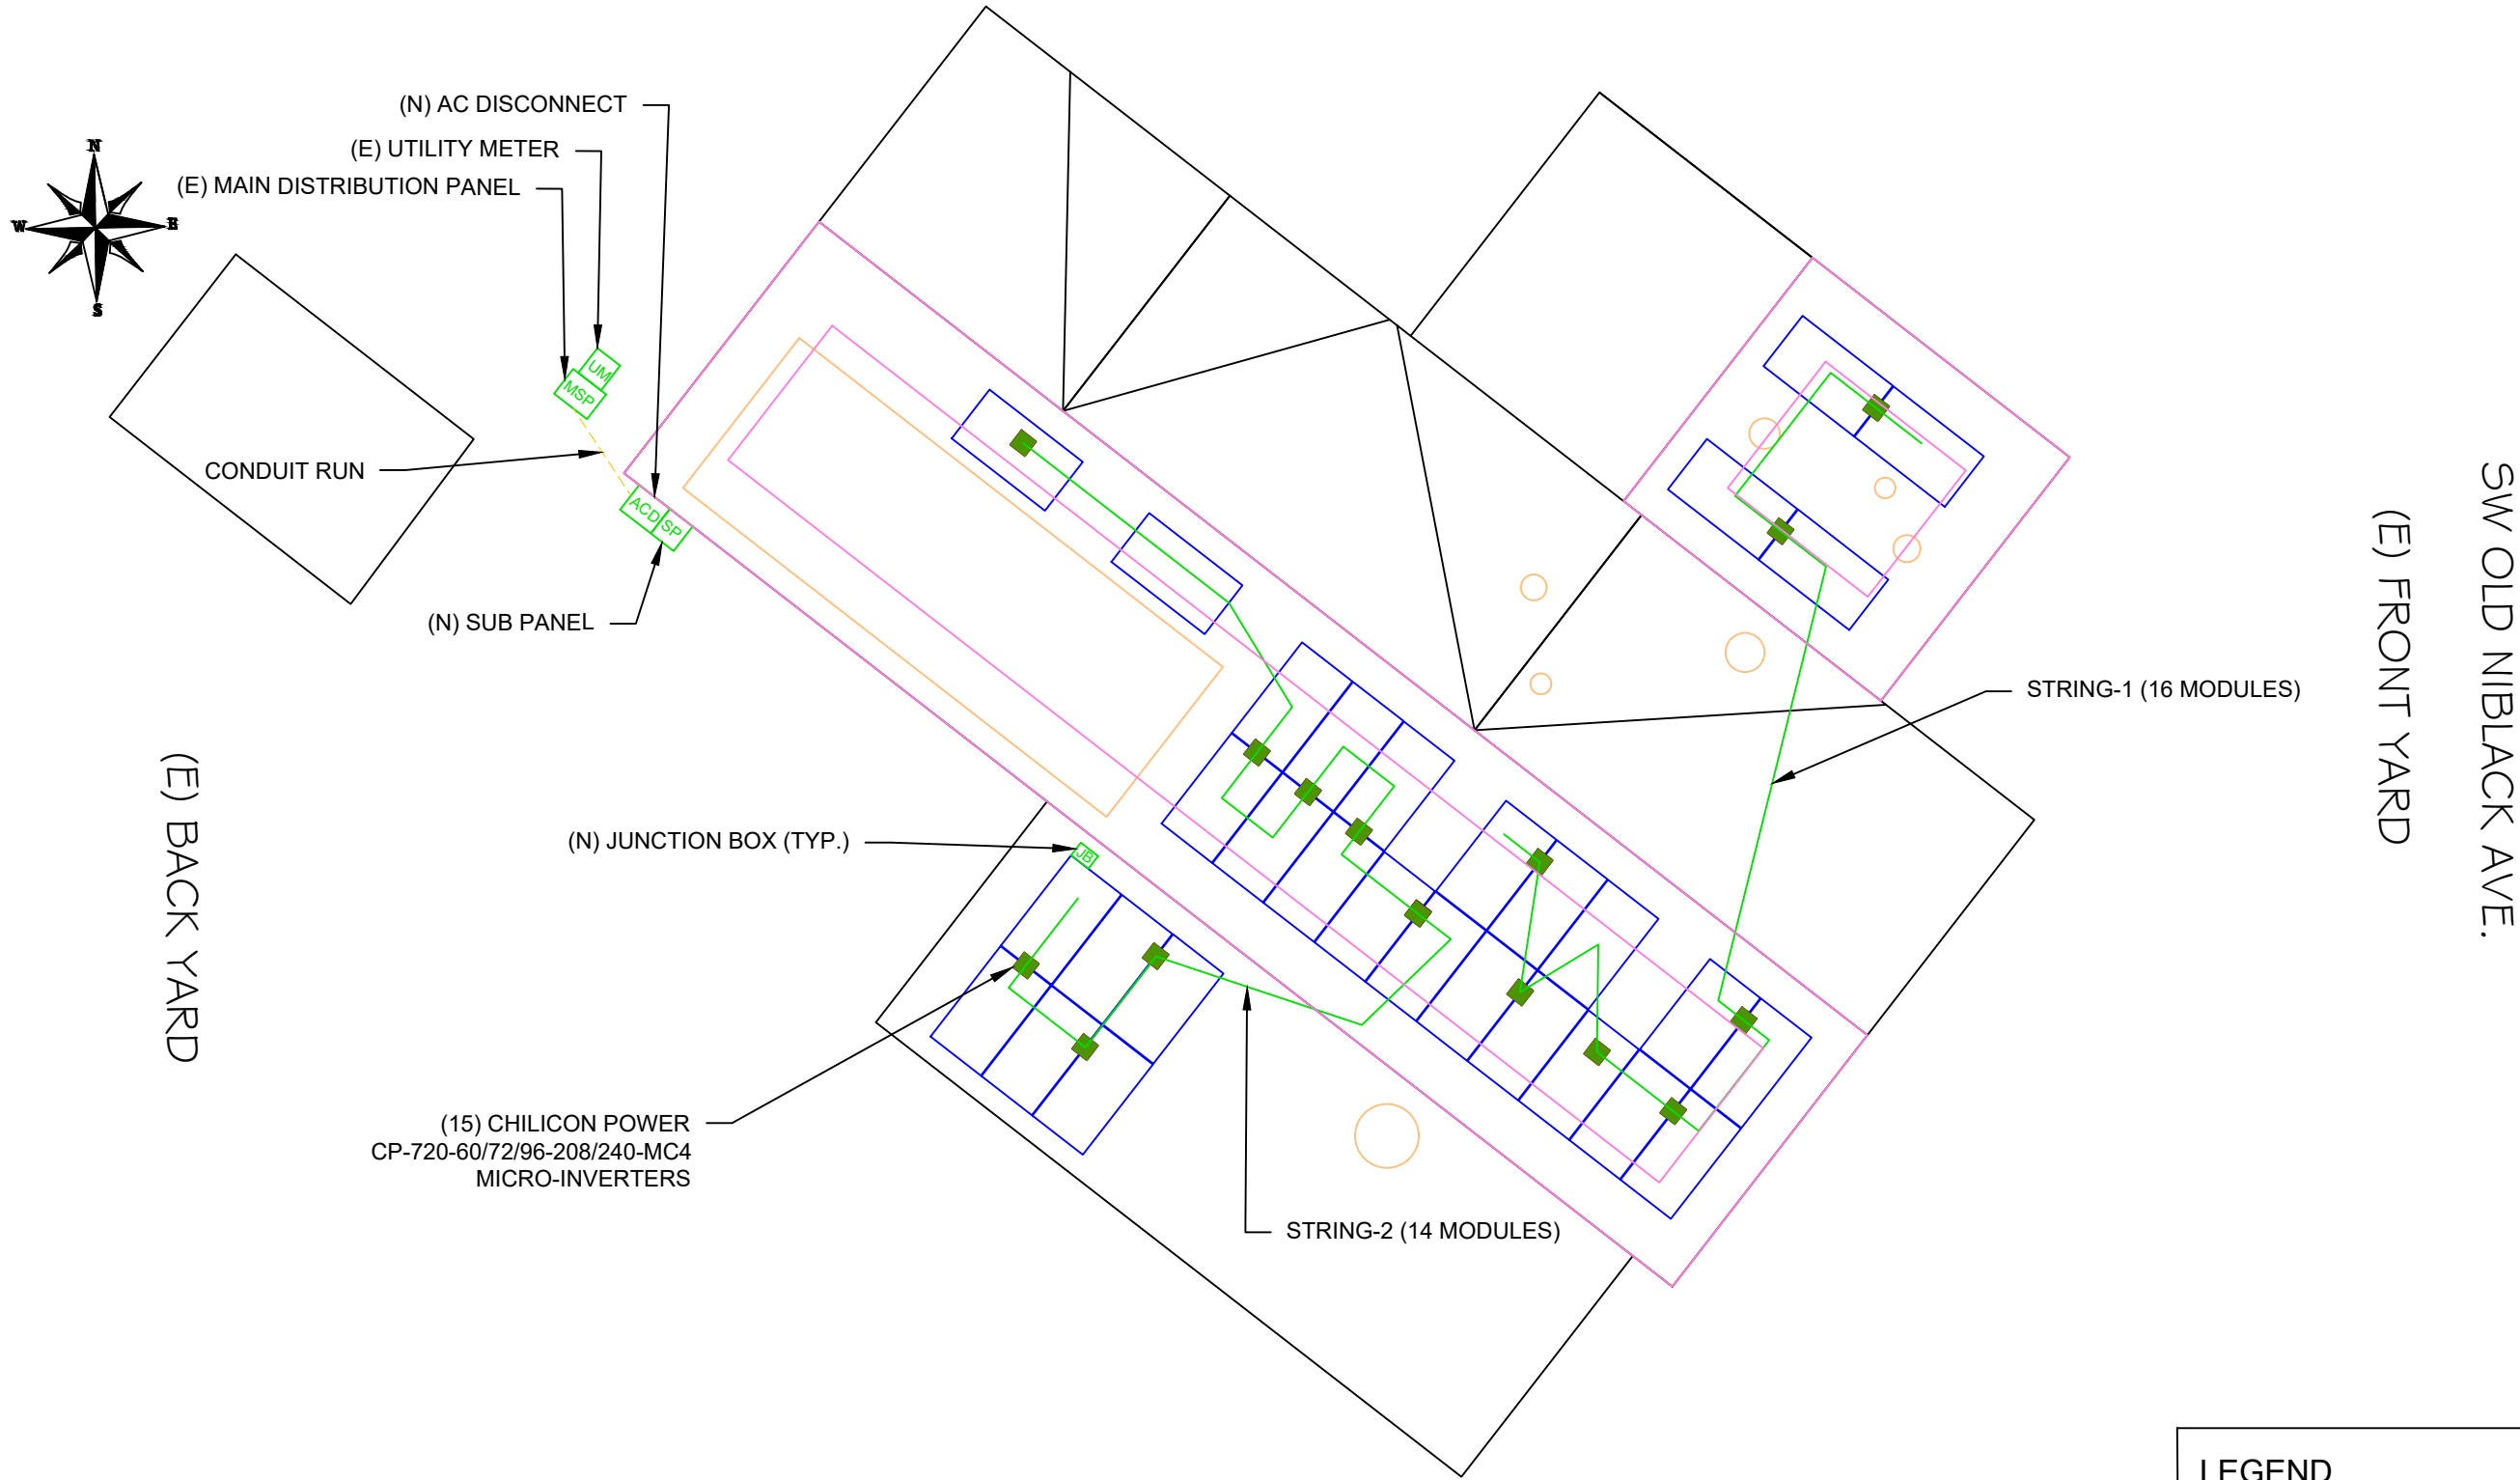 (N) AC DISCONNECT
(E) UTILITY METER
(E) MAIN DISTRIBUTION PANEL
N
W
E
S
UM
MSP
CONDUIT RUN
ACD
SP
(N) SUB PANEL
SW OLD NIBLACK AVE.
(E) FRONT YARD
STRING-1 (16 MODULES)
(E) BACK YARD
(N) JUNCTION BOX (TYP.)
JB
(15) CHILICON POWER
CP-720-60/72/96-208/240-MC4
MICRO-INVERTERS
STRING-2 (14 MODULES)
LEGEND